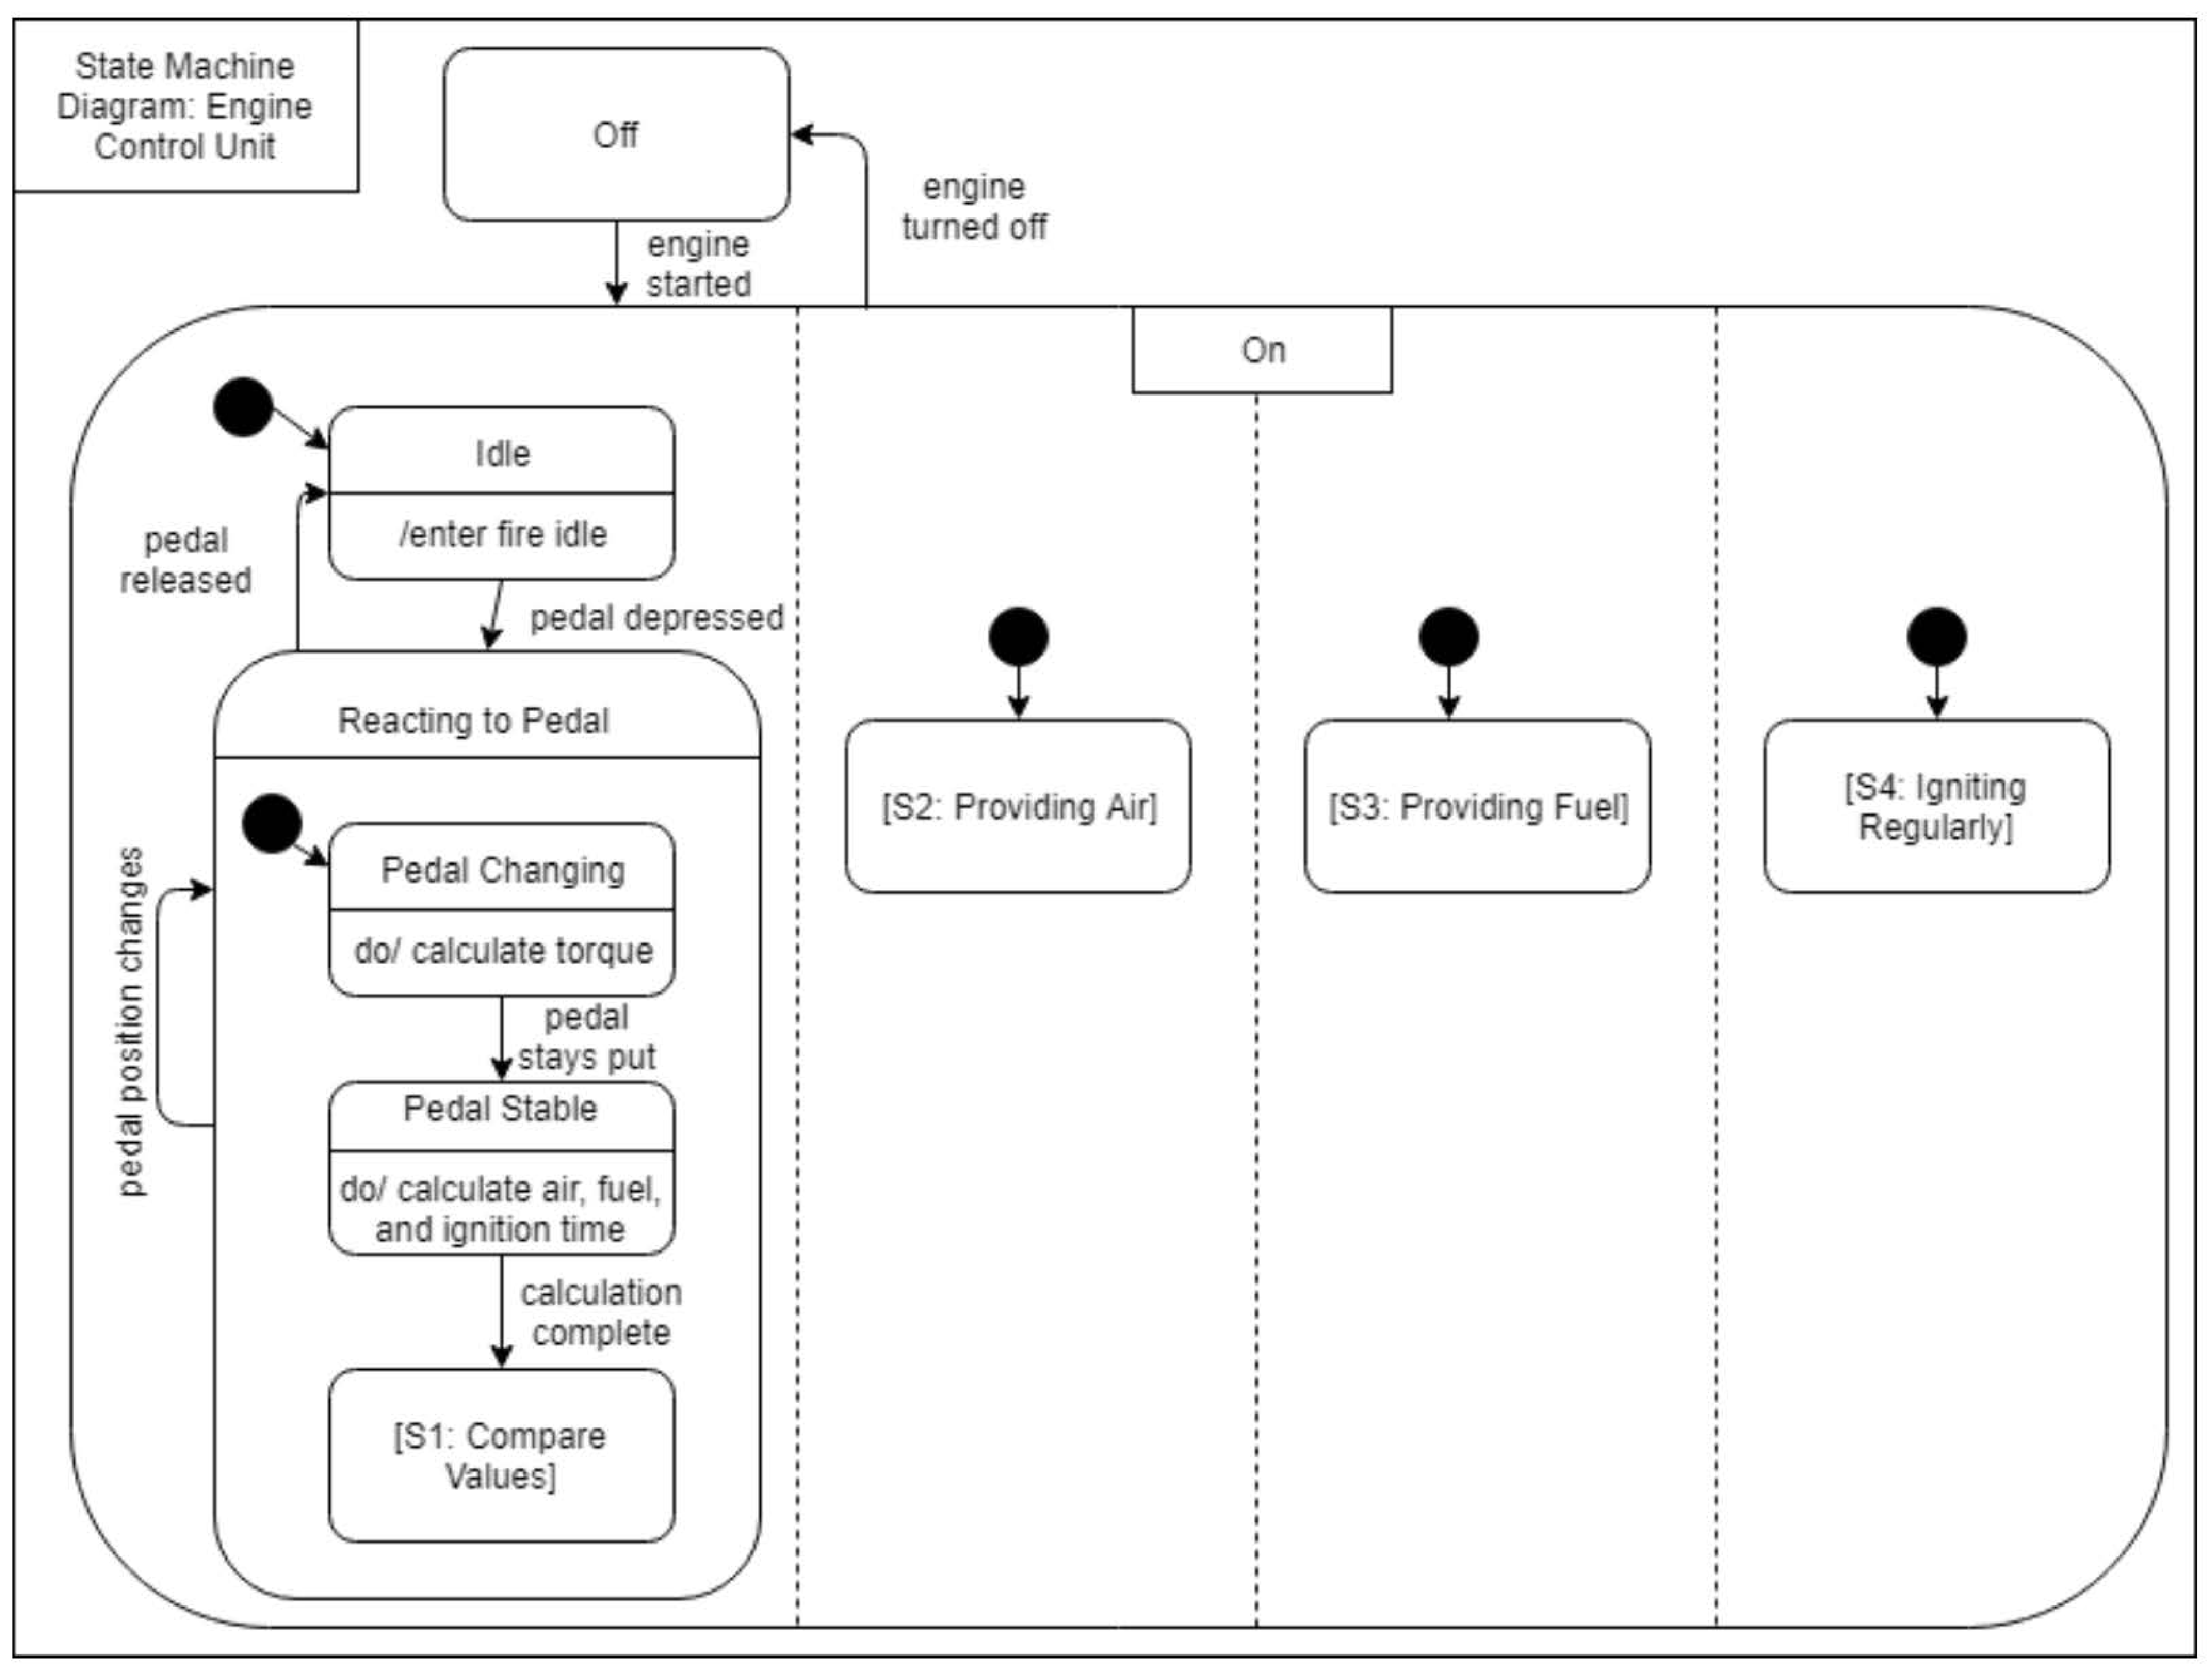 State Machine
Diagram: Engine
Control Unit
Off
engine
turned off
engine
started
On
Idle
/enter fire idle
pedal
released
pedal depressed
Reacting to Pedal
Pedal Changing
do/ calculate torque
pedal position changes
pedal
stays put
Pedal Stable
do/ calculate air, fuel,
and ignition time
calculation
complete
[S1: Compare
Values]
[S2: Providing Air]
[S3: Providing Fuel]
[S4: Igniting
Regularly]